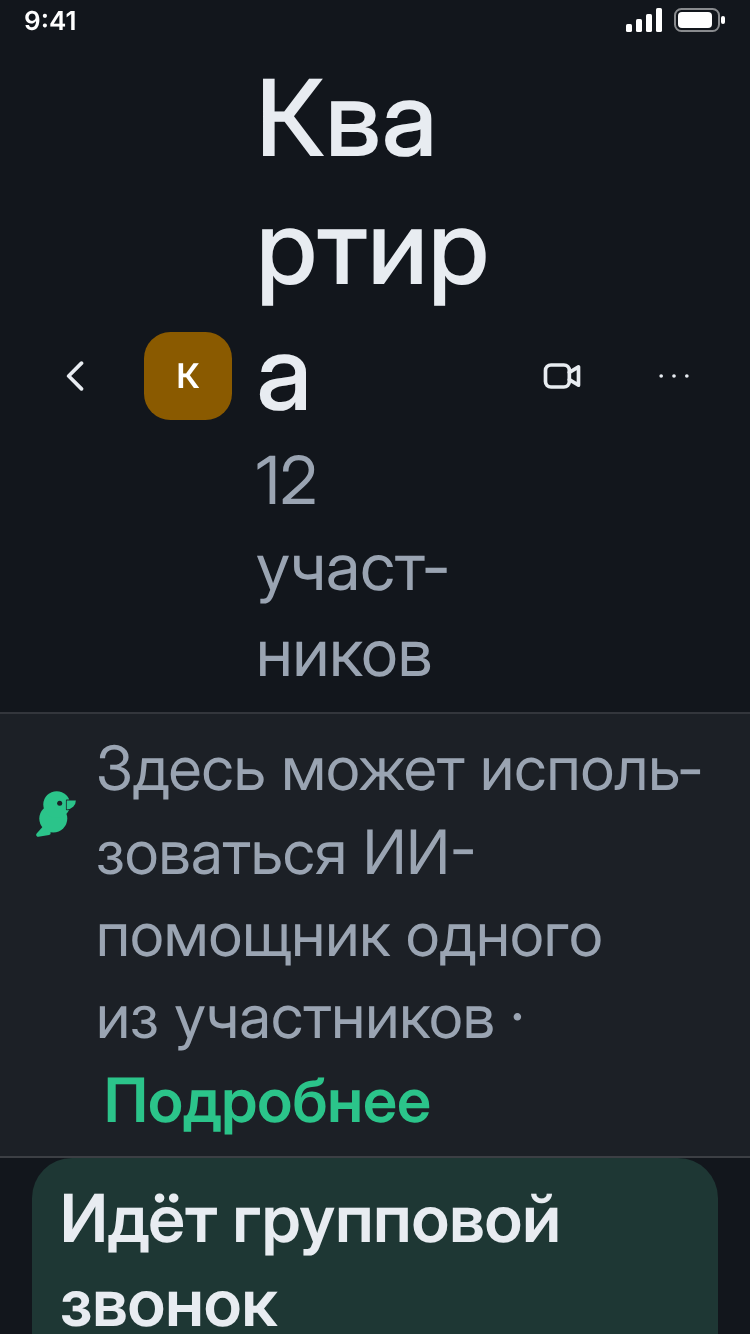 9:41
Ква
ртир
а
К
12
участ-
ников
Здесь может исполь-
зоваться ИИ-
помощник одного
из участников ·
Подробнее
Идёт групповой
звонок